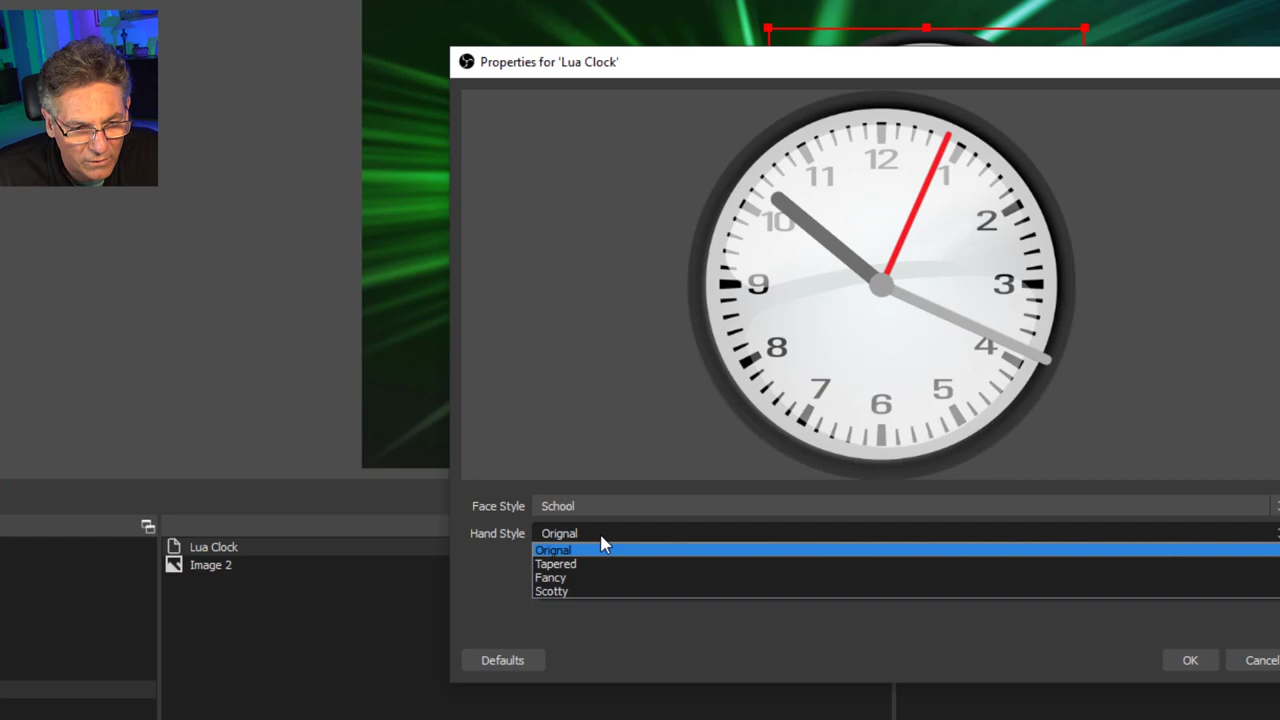 Properties for 'Lua Clock'
12
11
1
10
2
9
3
8
4
7
5
6
Face Style School
Hand Style Orignal
Orignal
Tapered
Fancy
Scotty
Lua Clock
Image 2
Defaults
OK
Cancel